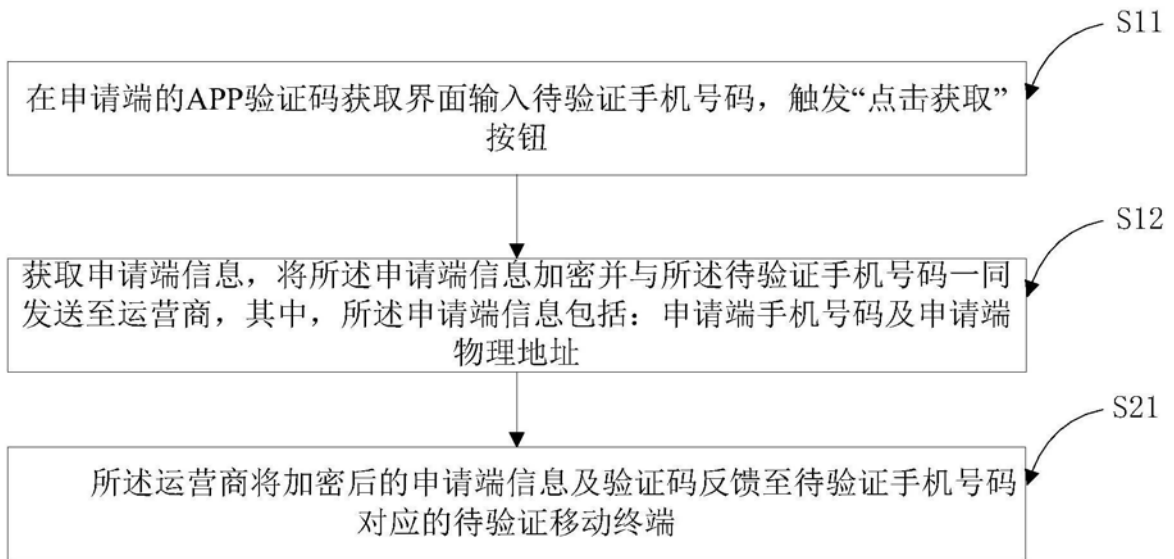 S11
在申请端的APP验证码获取界面输入待验证手机号码，触发“点击获取”
按钮
S12
获取申请端信息，将所述申请端信息加密并与所述待验证手机号码一同
发送至运营商，其中，所述申请端信息包括：申请端手机号码及申请端
物理地址
S21
所述运营商将加密后的申请端信息及验证码反馈至待验证手机号码
对应的待验证移动终端